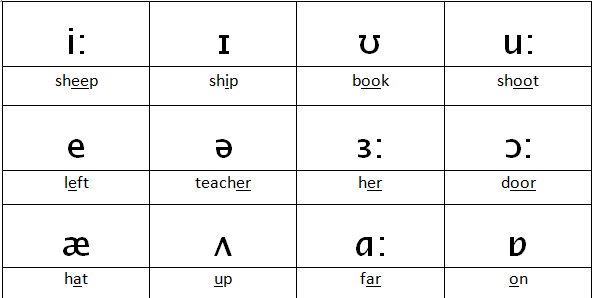 iː ɪ ʊ uː
sheep ship book shoot
e ə ɜː ɔː
left teacher her door
æ ʌ ɑː ɒ
hat up far on